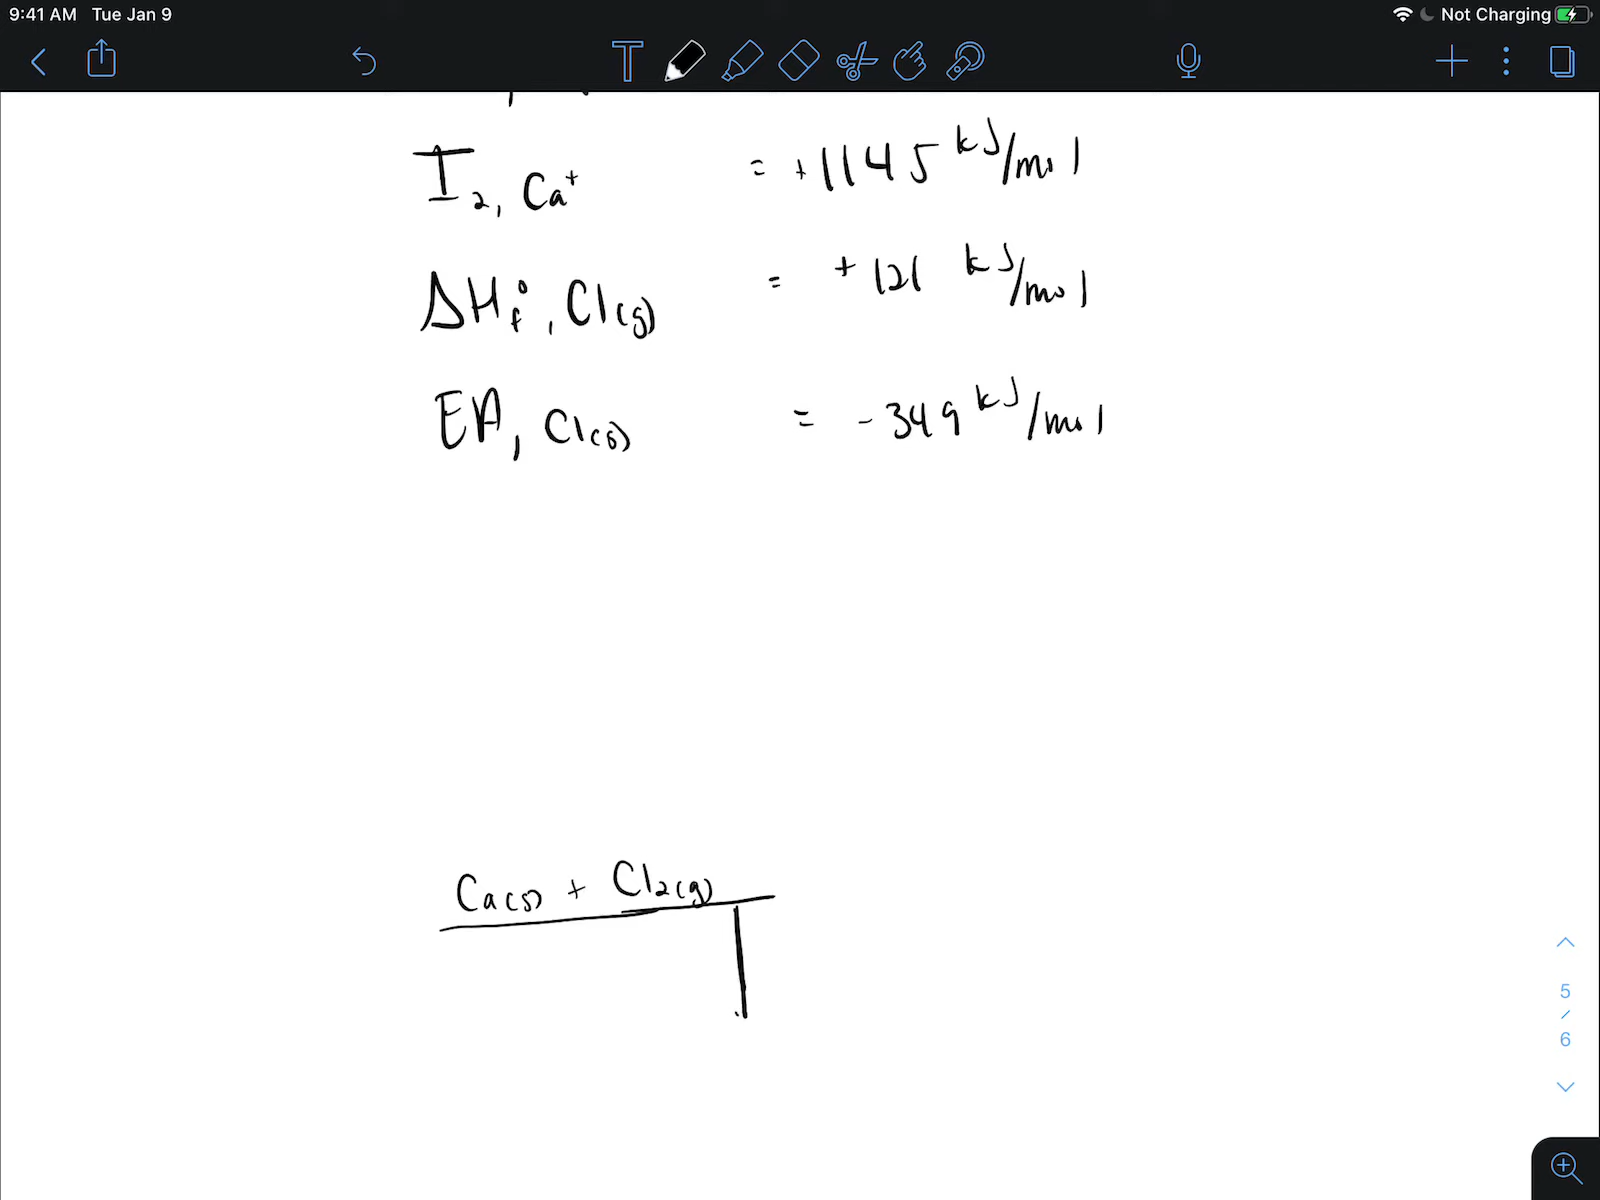 9:41 AM Tue Jan 9
Not Charging
I₂, Ca⁺ = +1145 kJ/mol
ΔH°f, Cl(g) = +121 kJ/mol
EA, Cl(g) = -349 kJ/mol
Ca(s) + Cl₂(g)
5
/
6